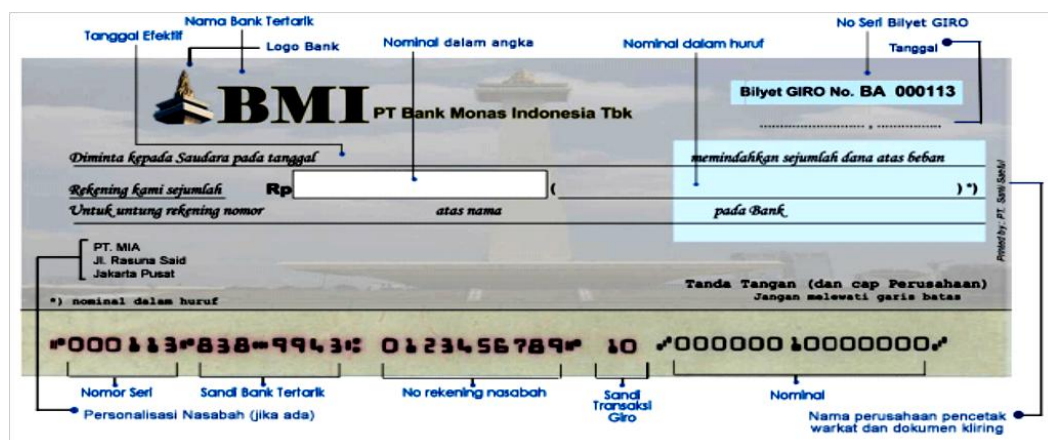 Nama Bank Tertarik
No Seri Bilyet GIRO
Tanggal Efektif
Logo Bank
Nominal dalam angka
Nominal dalam huruf
Tanggal
BMI PT Bank Monas Indonesia Tbk
Bilyet GIRO No. BA 000113
Diminta kepada Saudara pada tanggal memindahkan sejumlah dana atas beban
Rekening kami sejumlah Rp ( ) *)
Untuk untung rekening nomor atas nama pada Bank
Printed by: PT. Santi Saeful
PT. MIA
Jl. Rasuna Said
Jakarta Pusat
Tanda Tangan (dan cap Perusahaan)
Jangan melewati garis batas
*) nominal dalam huruf
⑈000113⑈838⑉9943⑆ 0123456789⑈ 10 ⑇00000010000000⑇
Nomor Seri
Sandi Bank Tertarik
No rekening nasabah
Sandi
Transaksi
Giro
Nominal
Personalisasi Nasabah (jika ada)
Nama perusahaan pencetak
warkat dan dokumen kliring